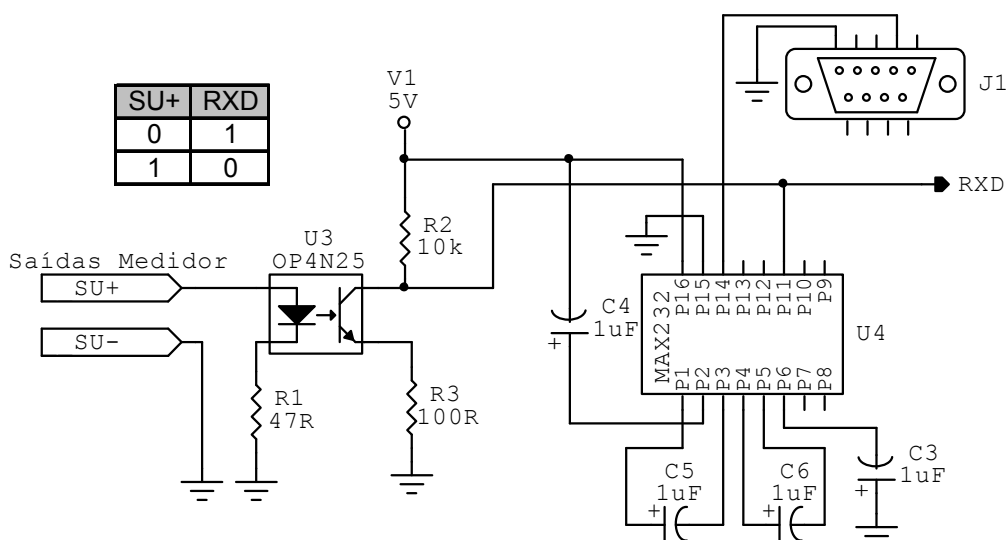 J1
V1
5V
SU+ RXD
0 1
1 0
RXD
R2
10k
U3
OP4N25
Saídas Medidor
SU+
SU-
R1
47R
R3
100R
C4
1uF
+
P16 P15 P14 P13 P12 P11 P10 P9
MAX232
U4
P1 P2 P3 P4 P5 P6 P7 P8
C5
1uF
+
C6
1uF
+
C3
1uF
+